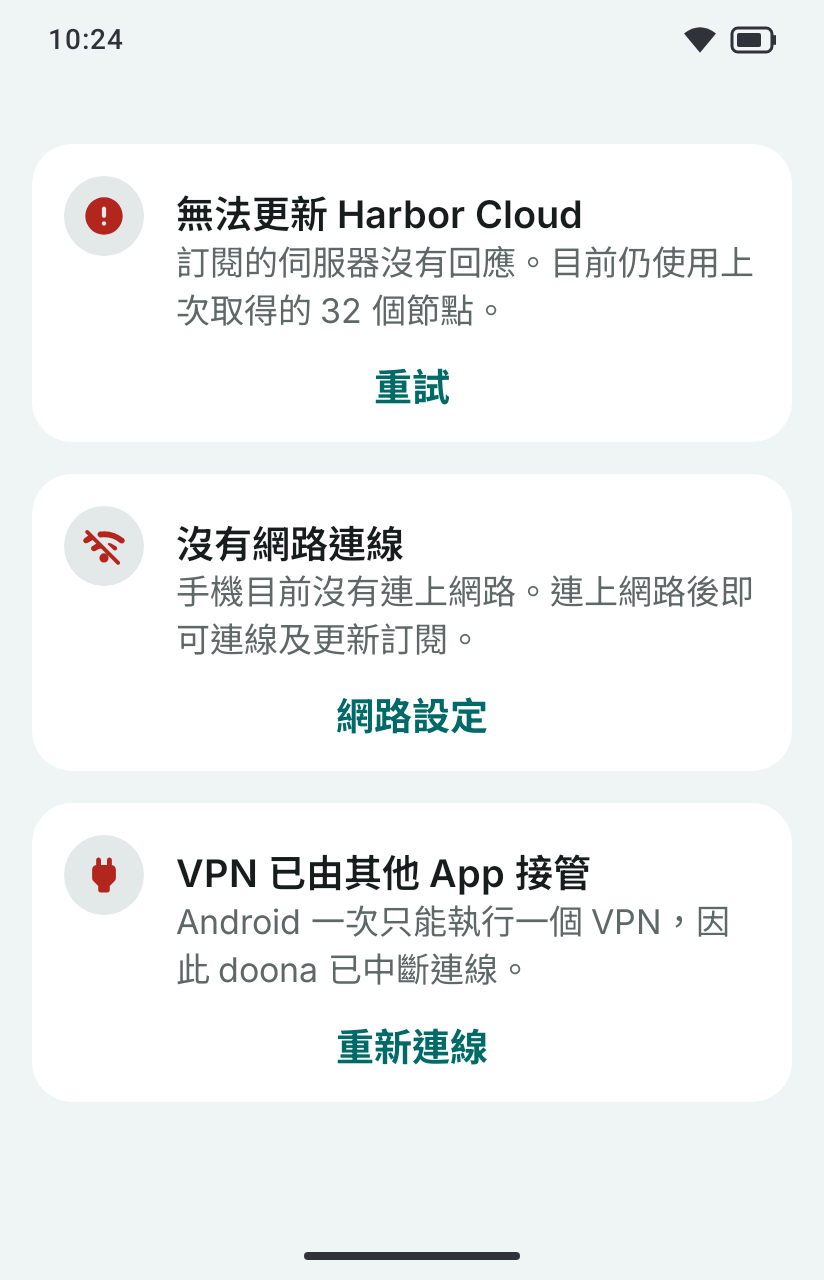 10:24
無法更新 Harbor Cloud
訂閱的伺服器沒有回應。目前仍使用上
次取得的 32 個節點。
重試
沒有網路連線
手機目前沒有連上網路。連上網路後即
可連線及更新訂閱。
網路設定
VPN 已由其他 App 接管
Android 一次只能執行一個 VPN，因
此 doona 已中斷連線。
重新連線